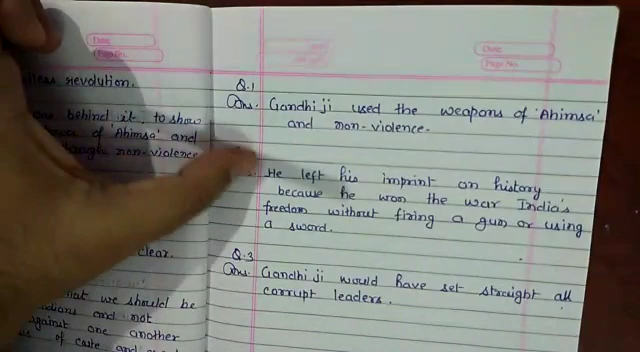 Date
Page No.
revolution.
behind it, to show
of Ahimsa' and
non-violence
clear.
we should be
and not
against one another
of caste and
Date
Page No.
Q.1
Ans. Gandhiji used the weapons of 'Ahimsa'
and non-violence.
He left his imprint on history
because he won the war India's
freedom without firing a gun or using
a sword.
Q.3
Ans. Gandhiji would have set straight all
corrupt leaders.